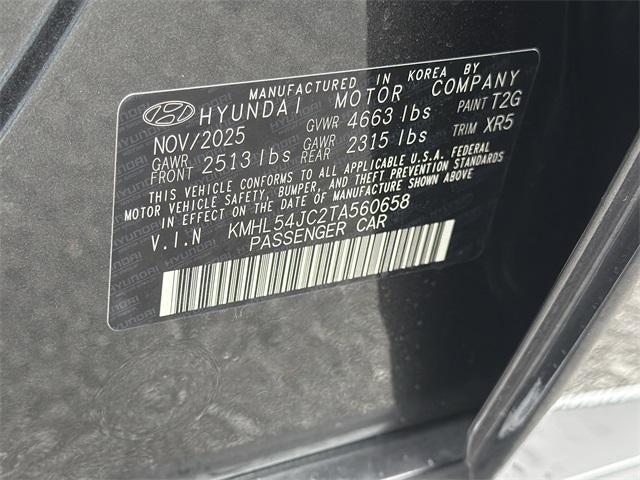 MANUFACTURED IN KOREA BY
HYUNDAI MOTOR COMPANY
NOV/2025 GVWR 4663 lbs PAINT T2G
GAWR FRONT 2513 lbs GAWR REAR 2315 lbs TRIM XR5
THIS VEHICLE CONFORMS TO ALL APPLICABLE U.S.A. FEDERAL
MOTOR VEHICLE SAFETY, BUMPER, AND THEFT PREVENTION STANDARDS
IN EFFECT ON THE DATE OF MANUFACTURE SHOWN ABOVE
V.I.N KMHL54JC2TA560658
PASSENGER CAR